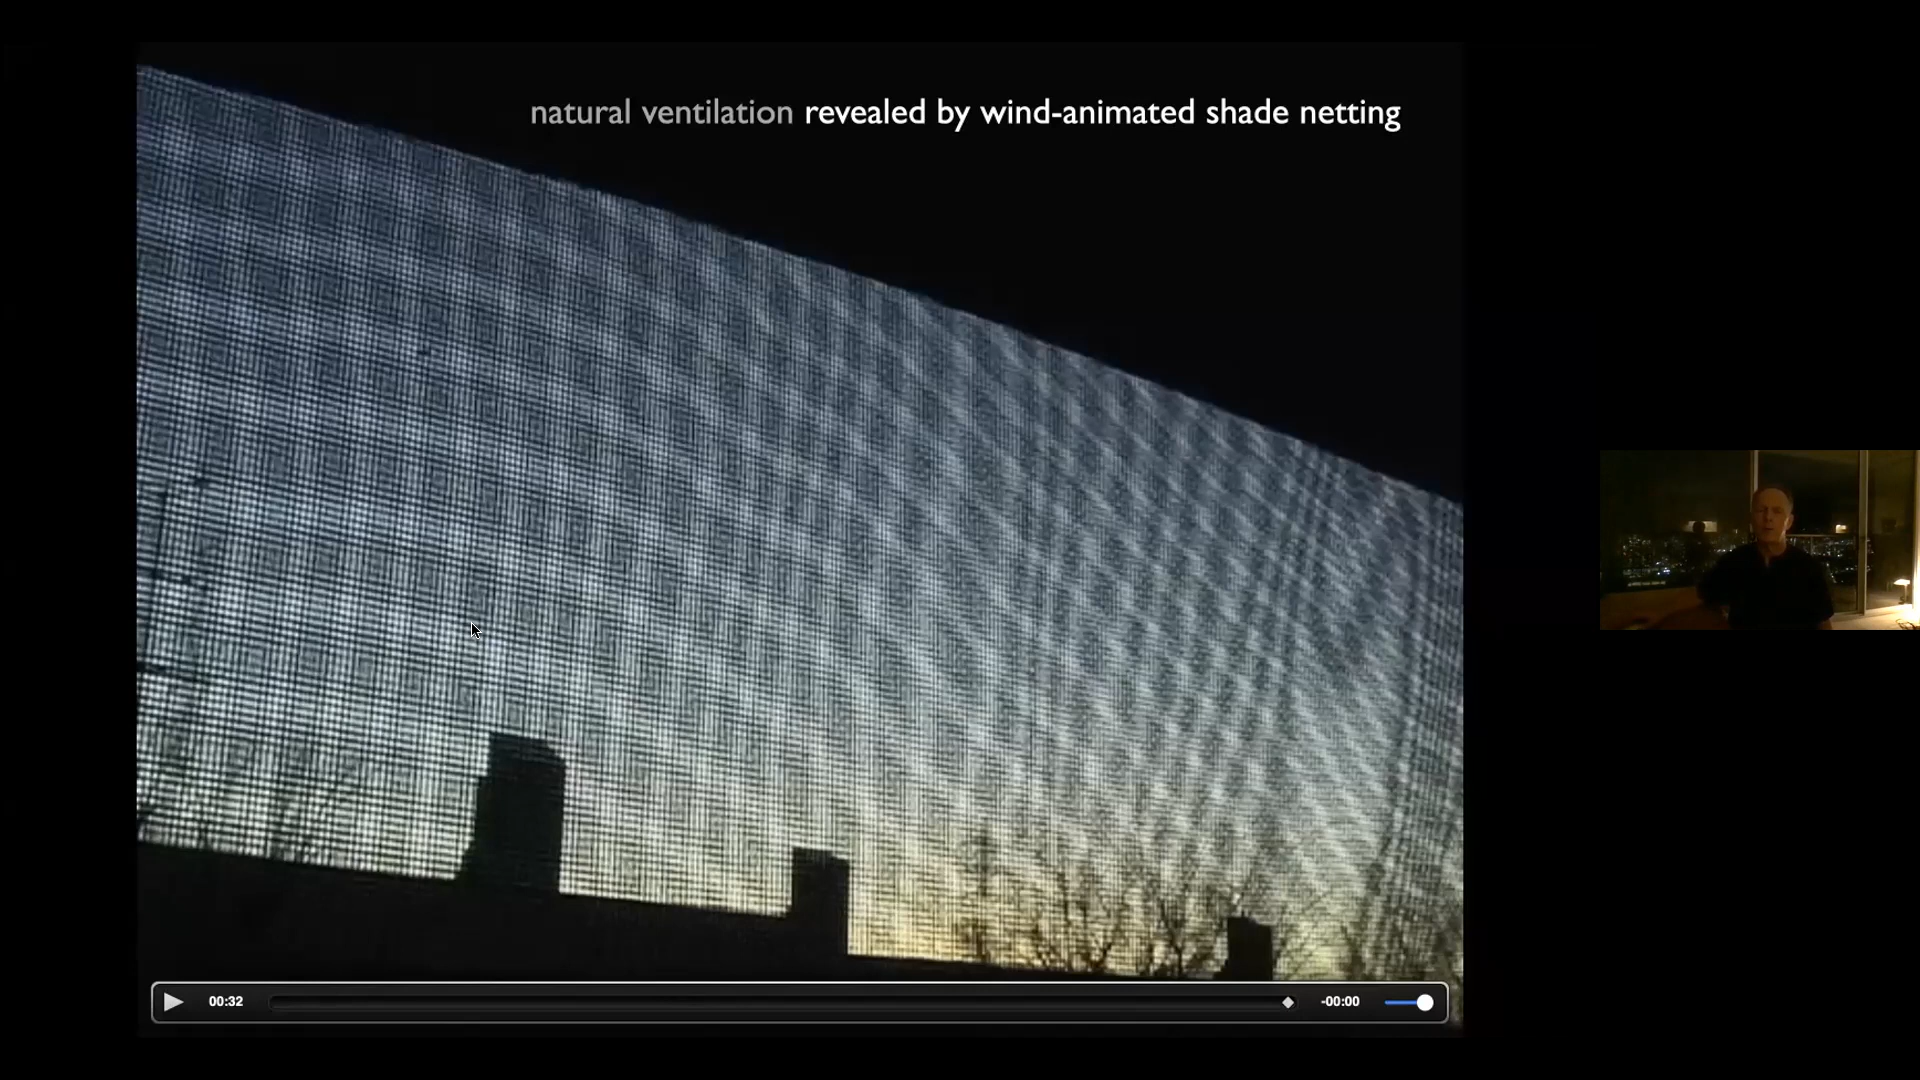 natural ventilation revealed by wind-animated shade netting
00:32
-00:00